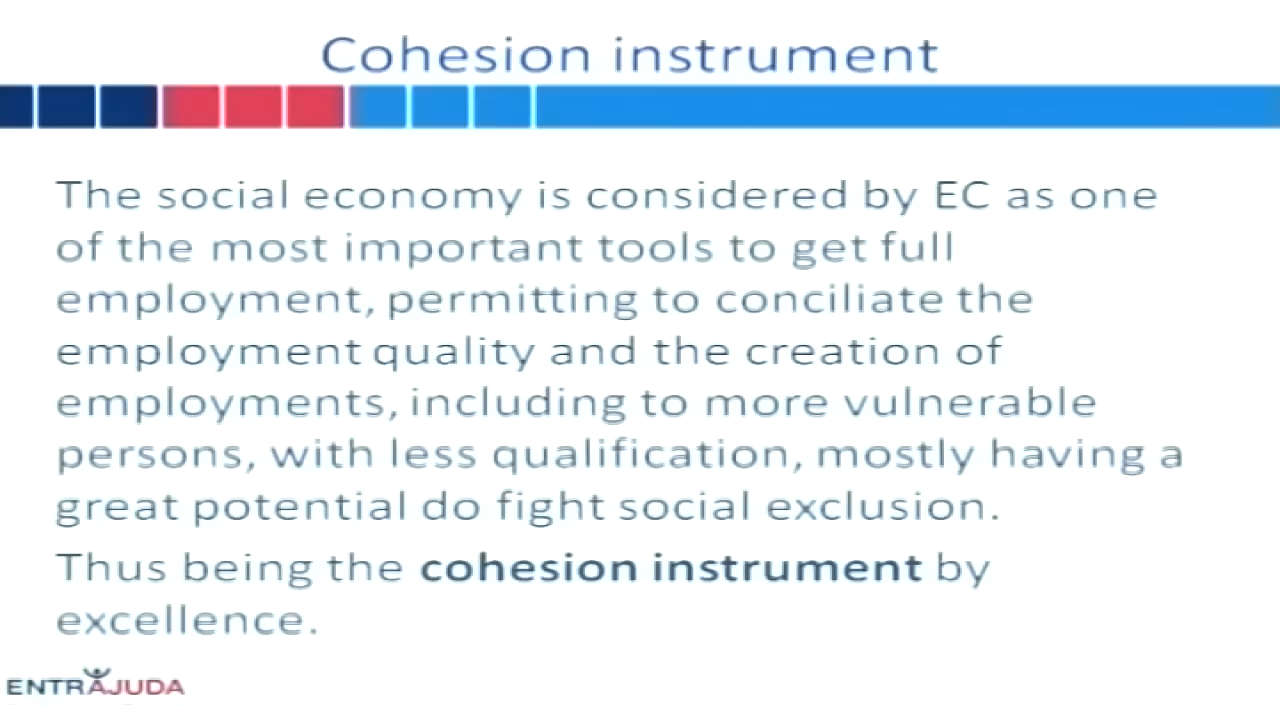 Cohesion instrument
The social economy is considered by EC as one
of the most important tools to get full
employment, permitting to conciliate the
employment quality and the creation of
employments, including to more vulnerable
persons, with less qualification, mostly having a
great potential do fight social exclusion.
Thus being the cohesion instrument by
excellence.
ENTRAJUDA